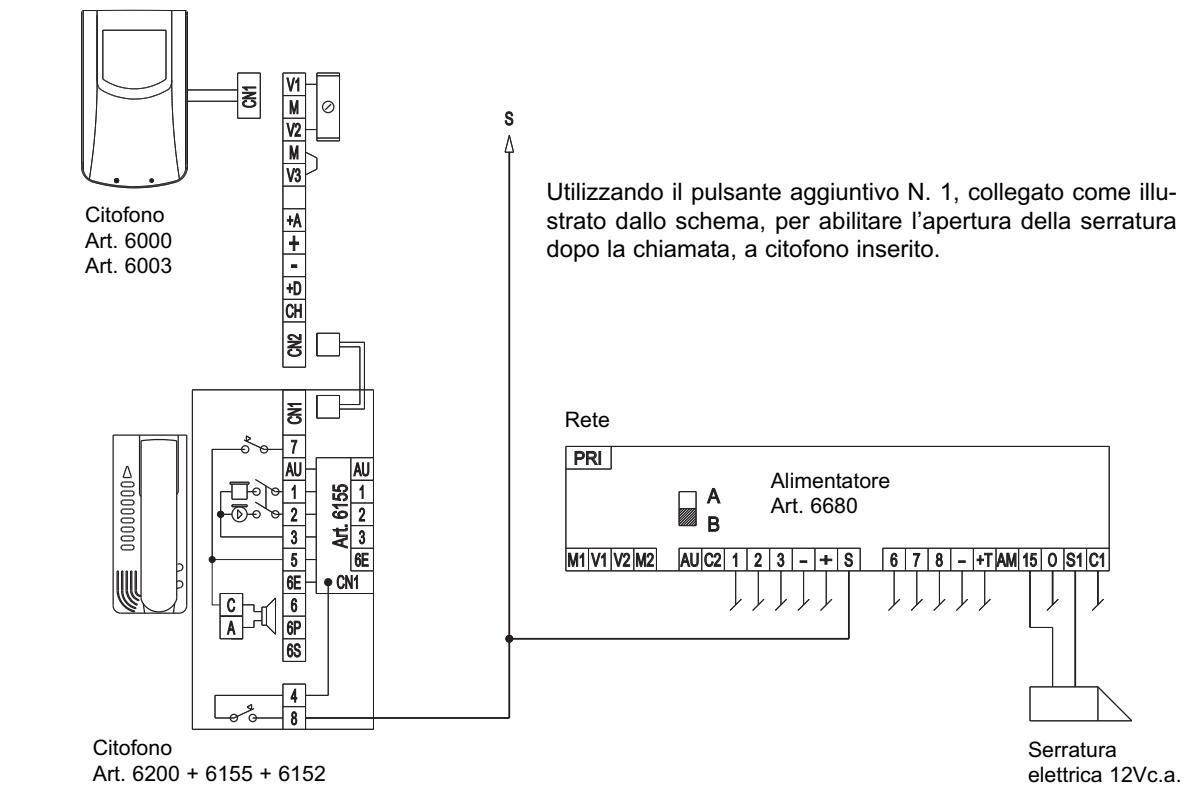 CN1
V1
M
V2
M
V3
+A
+
-
+D
CH
CN2
Citofono
Art. 6000
Art. 6003
S
Utilizzando il pulsante aggiuntivo N. 1, collegato come illu-
strato dallo schema, per abilitare l'apertura della serratura
dopo la chiamata, a citofono inserito.
CN1
7
AU
1
2
3
5
6E
6
6P
6S
4
8
Art. 6155
AU
1
2
3
6E
CN1
C
A
Citofono
Art. 6200 + 6155 + 6152
Rete
PRI
Alimentatore
Art. 6680
A
B
M1 V1 V2 M2 AU C2 1 2 3 – + S 6 7 8 – +T AM 15 0 S1 C1
Serratura
elettrica 12Vc.a.